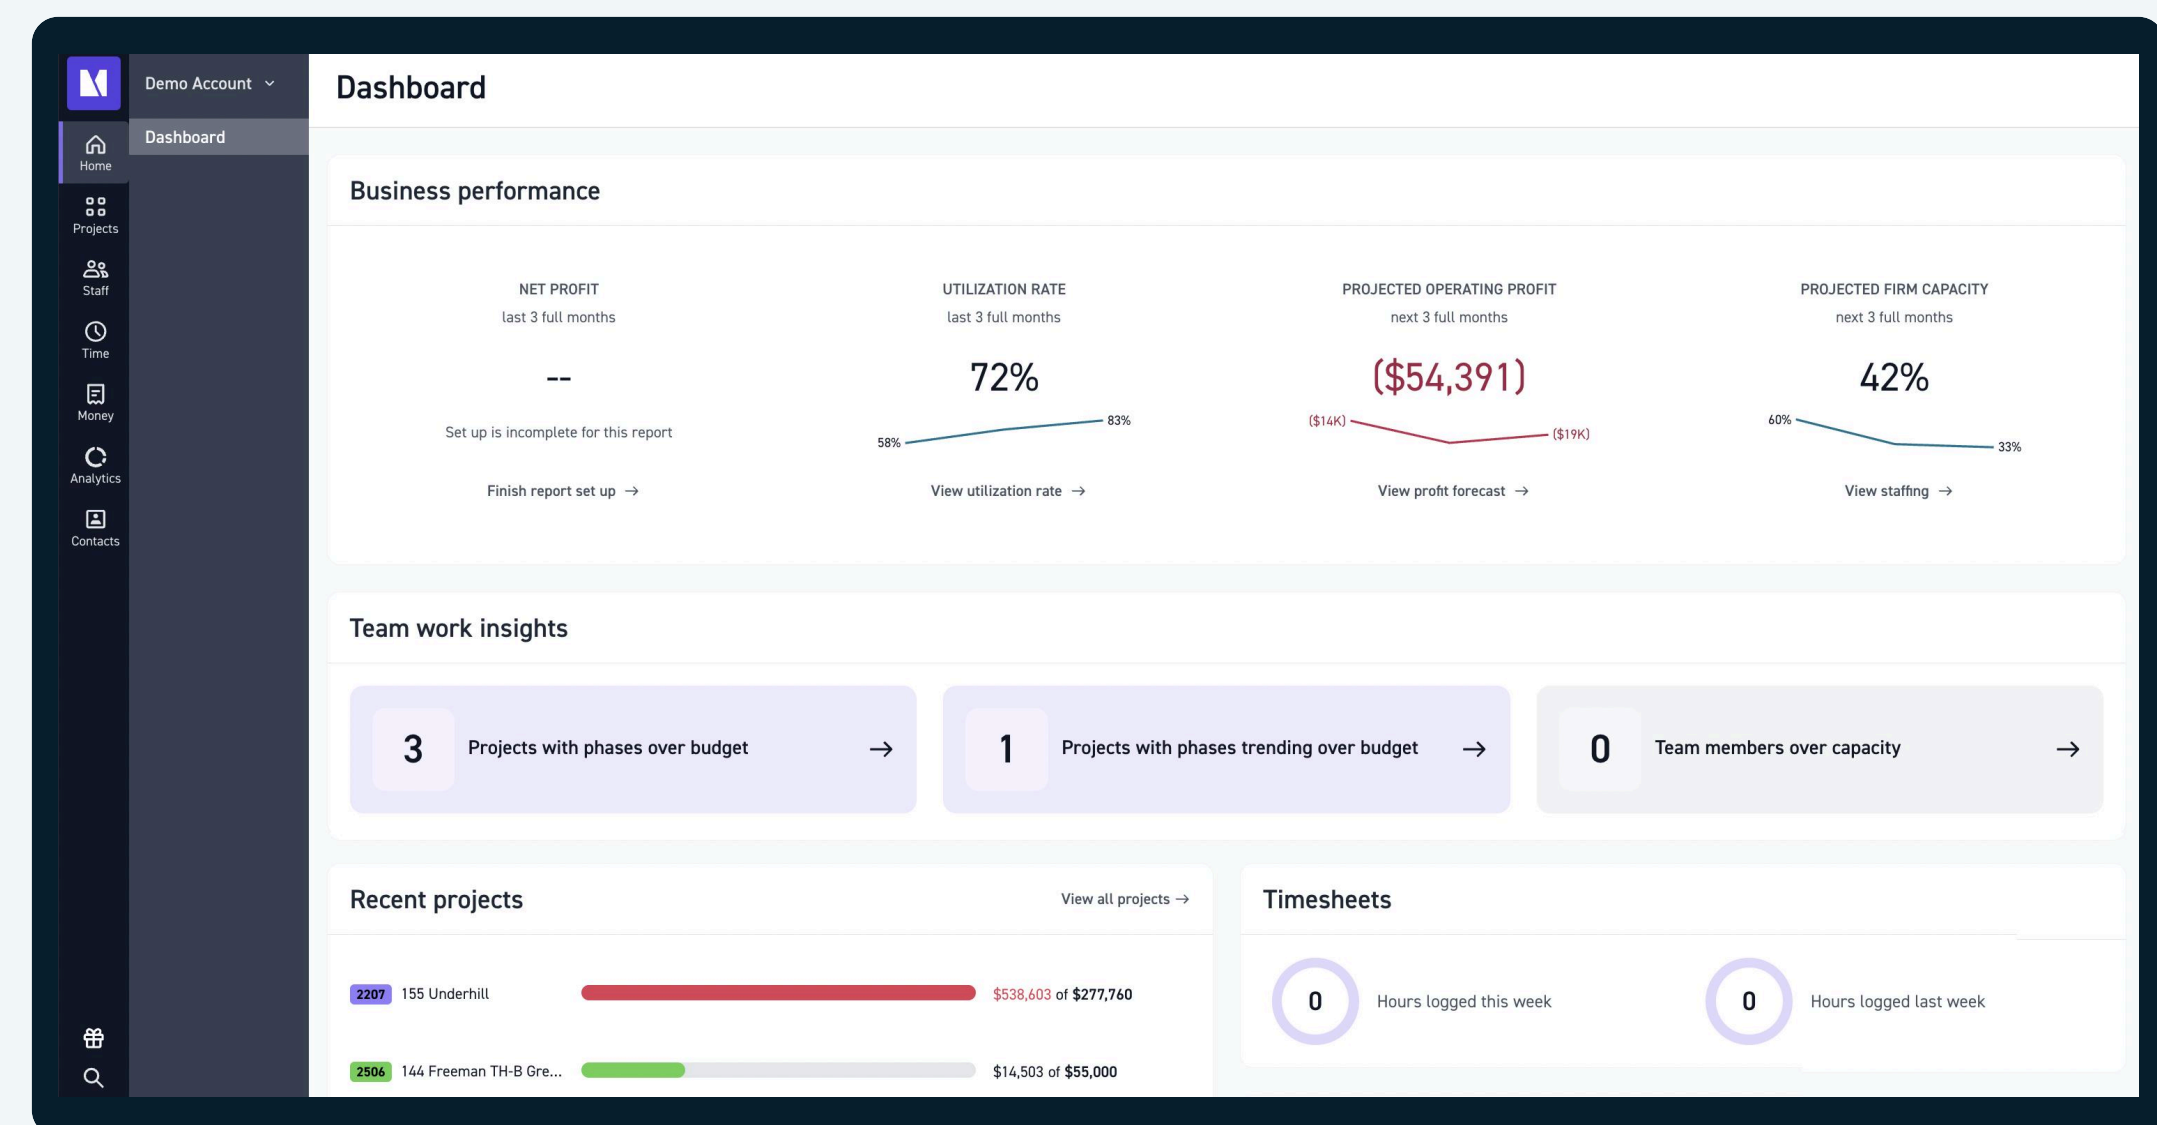 Demo Account
Dashboard
Dashboard
Home
Projects
Staff
Time
Money
Analytics
Contacts
Business performance
NET PROFIT
last 3 full months
--
Set up is incomplete for this report
Finish report set up →
UTILIZATION RATE
last 3 full months
72%
58%
83%
View utilization rate →
PROJECTED OPERATING PROFIT
next 3 full months
($54,391)
($14K)
($19K)
View profit forecast →
PROJECTED FIRM CAPACITY
next 3 full months
42%
60%
33%
View staffing →
Team work insights
3 Projects with phases over budget →
1 Projects with phases trending over budget →
0 Team members over capacity →
Recent projects
View all projects →
2207 155 Underhill $538,603 of $277,760
2506 144 Freeman TH-B Gre... $14,503 of $55,000
Timesheets
0 Hours logged this week
0 Hours logged last week